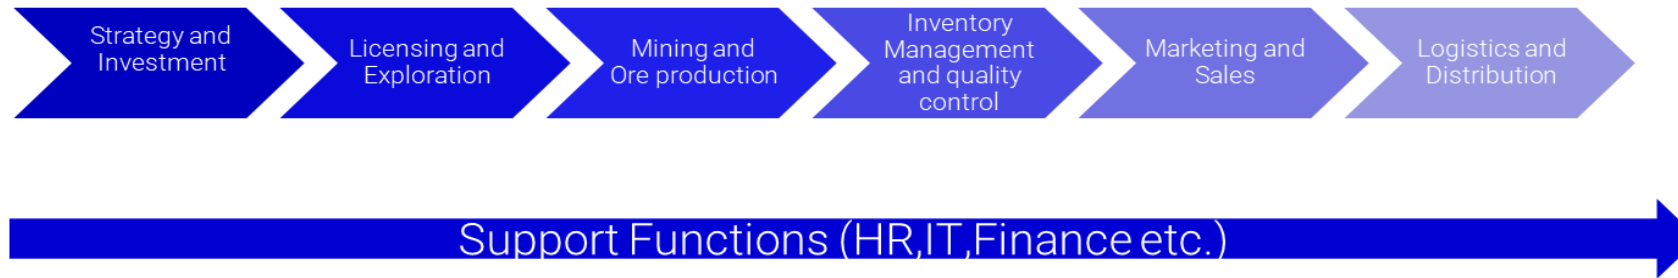 Strategy and
Investment
Licensing and
Exploration
Mining and
Ore production
Inventory
Management
and quality
control
Marketing and
Sales
Logistics and
Distribution
Support Functions (HR,IT,Finance etc.)